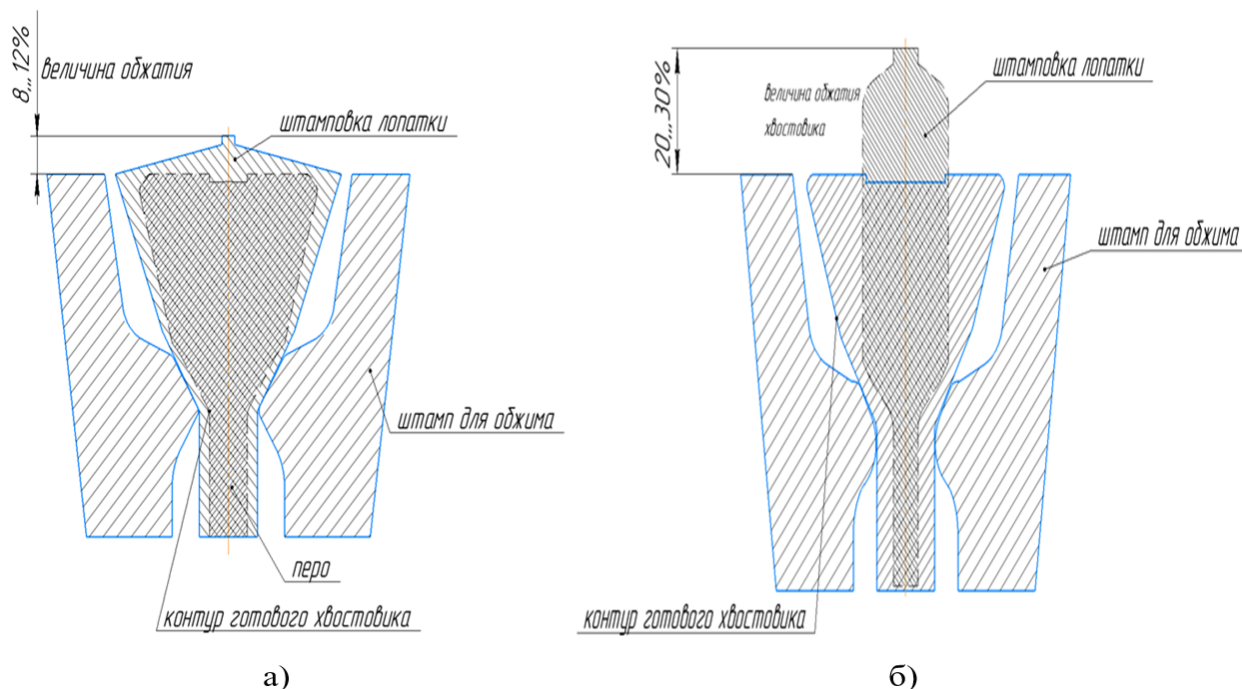 8,,,12%
величина обжатия
штамповка лопатки
штамп для обжима
перо
контур готового хвостовика
а)
20,,,30%
величина обжатия
хвостовика
штамповка лопатки
штамп для обжима
контур готового хвостовика
б)